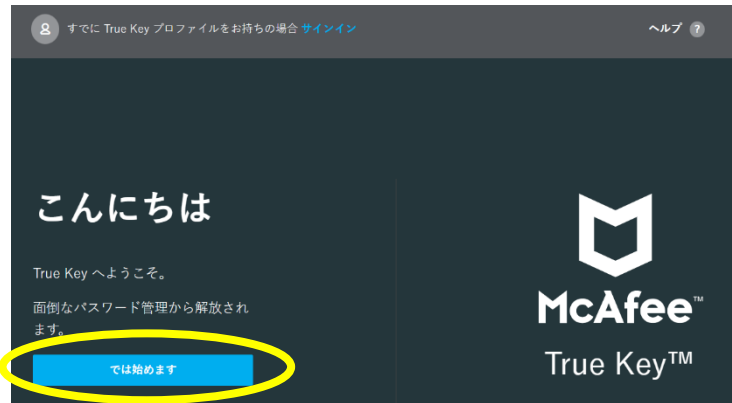 すでに True Key プロファイルをお持ちの場合 サインイン
ヘルプ ?
こんにちは
True Key へようこそ。
面倒なパスワード管理から解放され
ます。
では始めます
McAfee™
True Key™